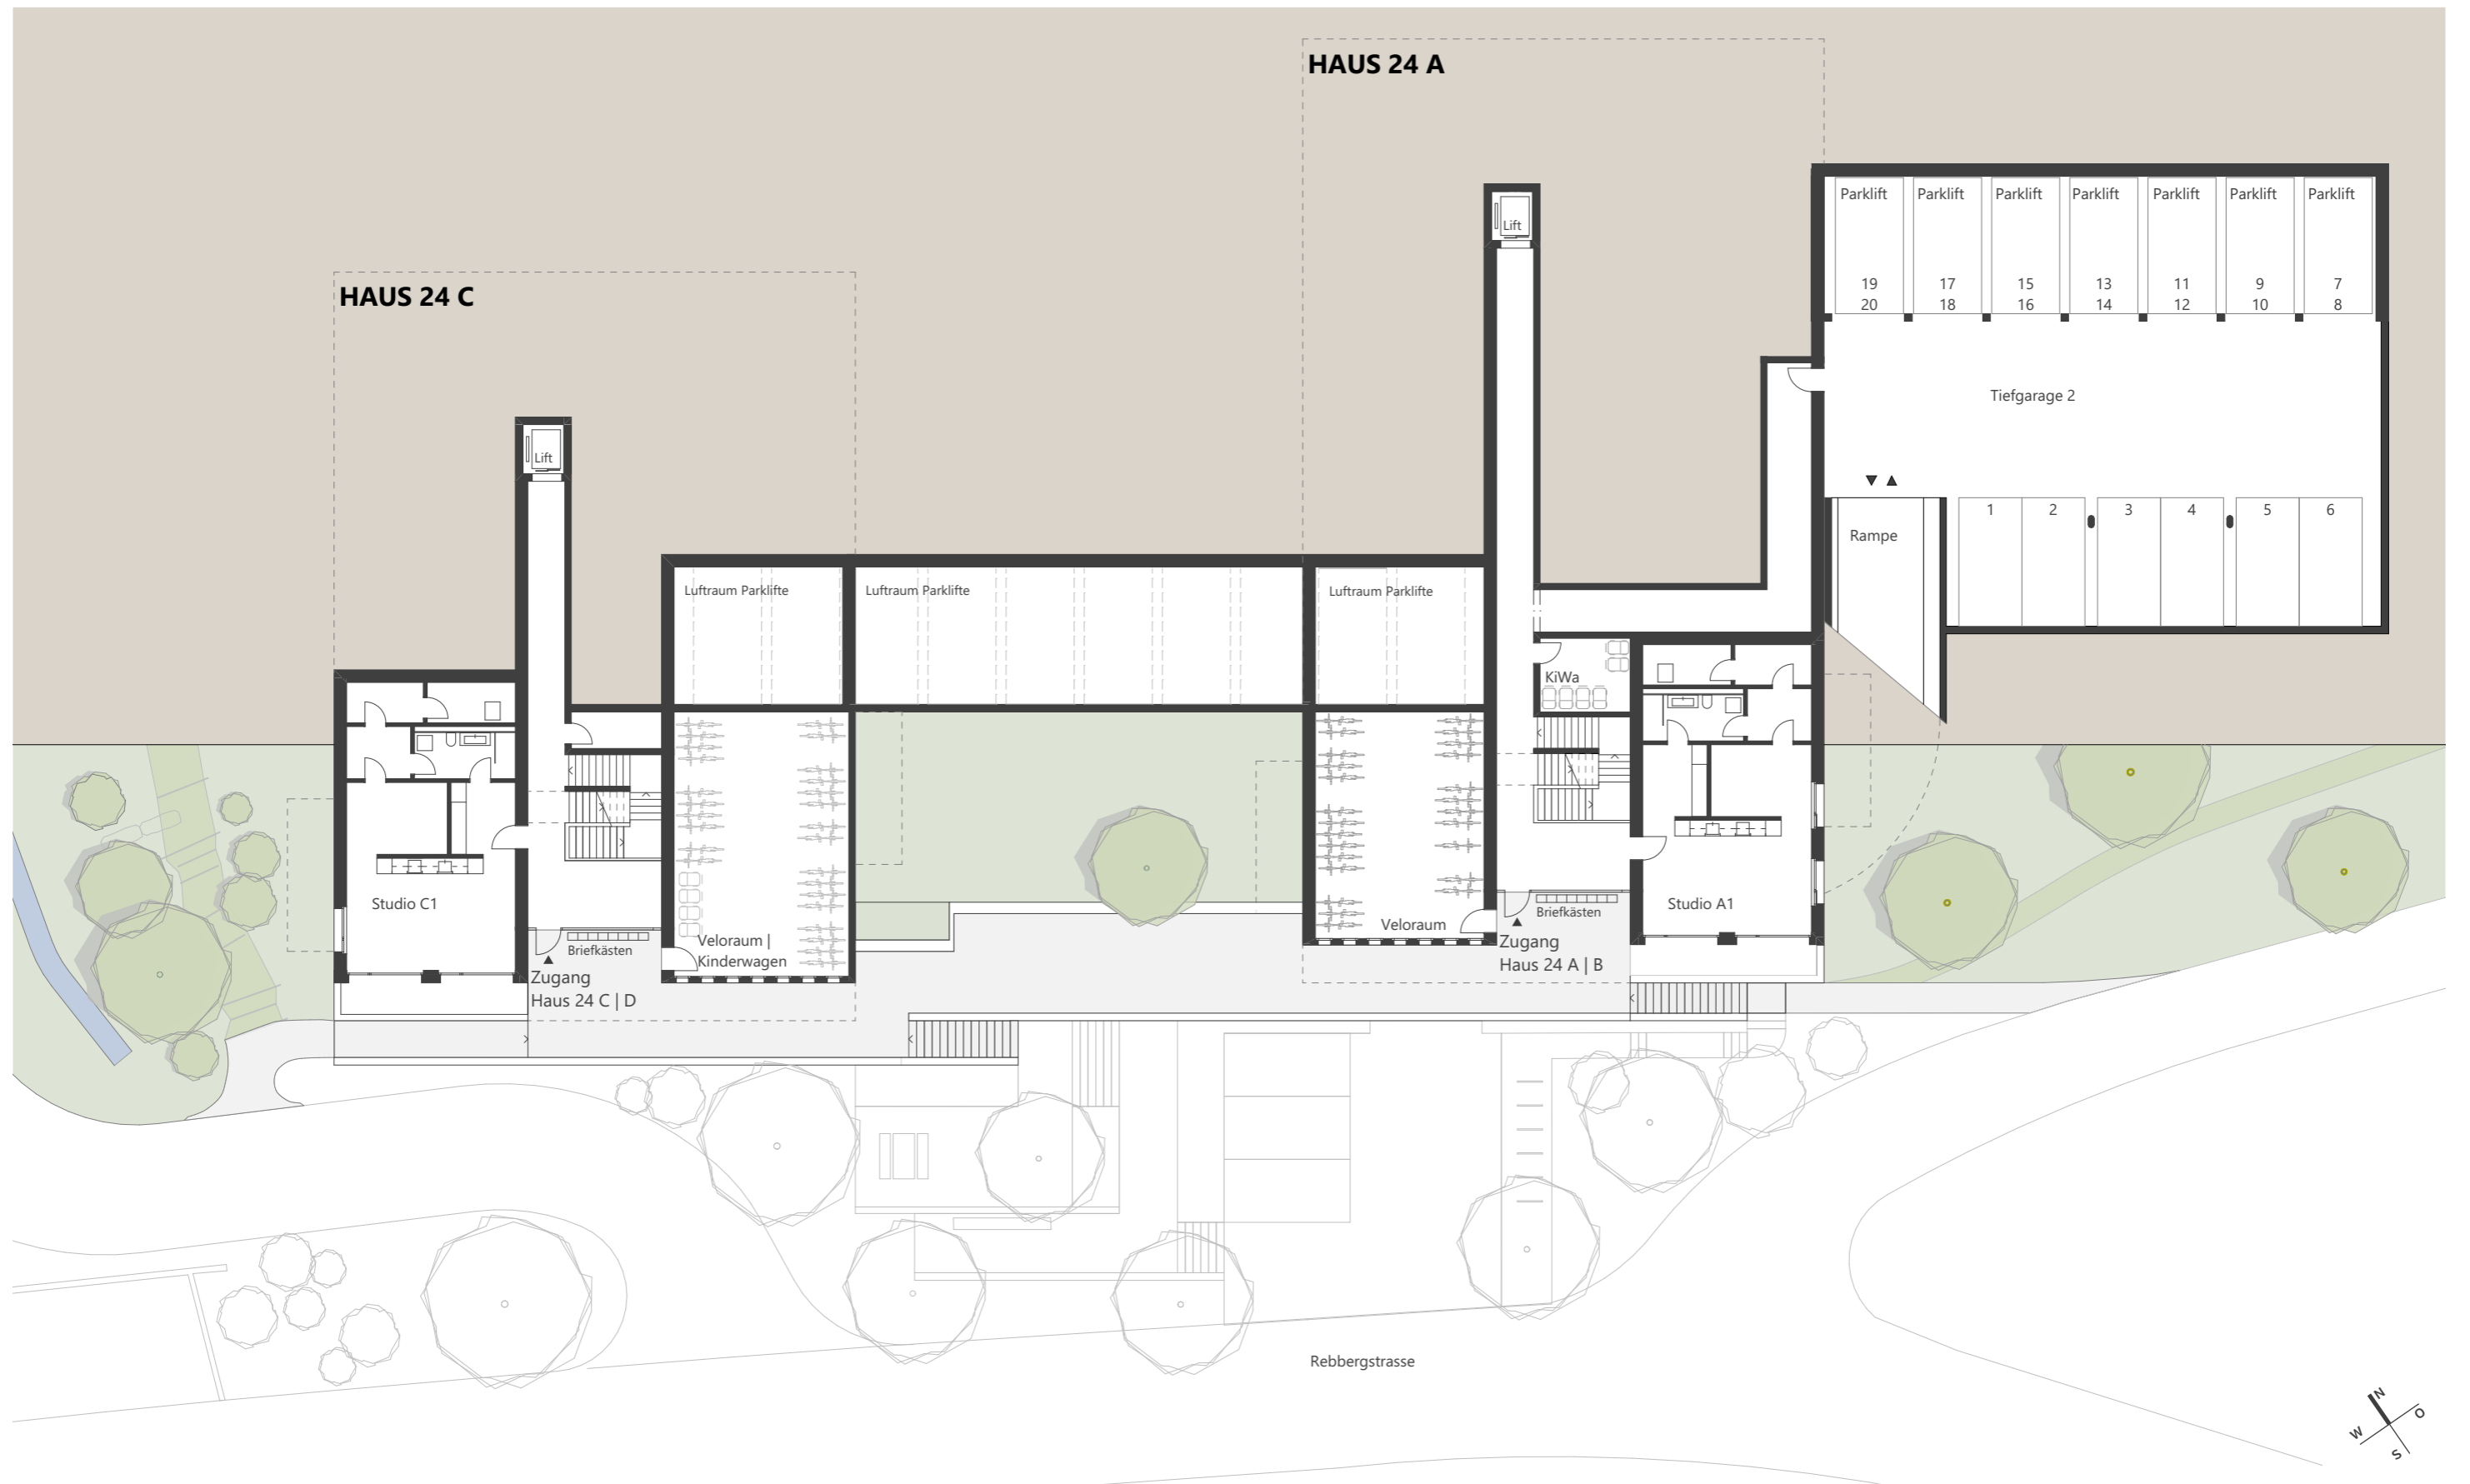 HAUS 24 A
HAUS 24 C
Parklift
Parklift
Parklift
Parklift
Parklift
Parklift
Parklift
19
20
17
18
15
16
13
14
11
12
9
10
7
8
Lift
Tiefgarage 2
Lift
1
2
3
4
5
6
Rampe
Luftraum Parklifte
Luftraum Parklifte
Luftraum Parklifte
KiWa
Studio C1
Studio A1
Briefkästen
Veloraum
Zugang
Haus 24 A | B
Briefkästen
Veloraum |
Kinderwagen
Zugang
Haus 24 C | D
Rebbergstrasse
N
O
W
S